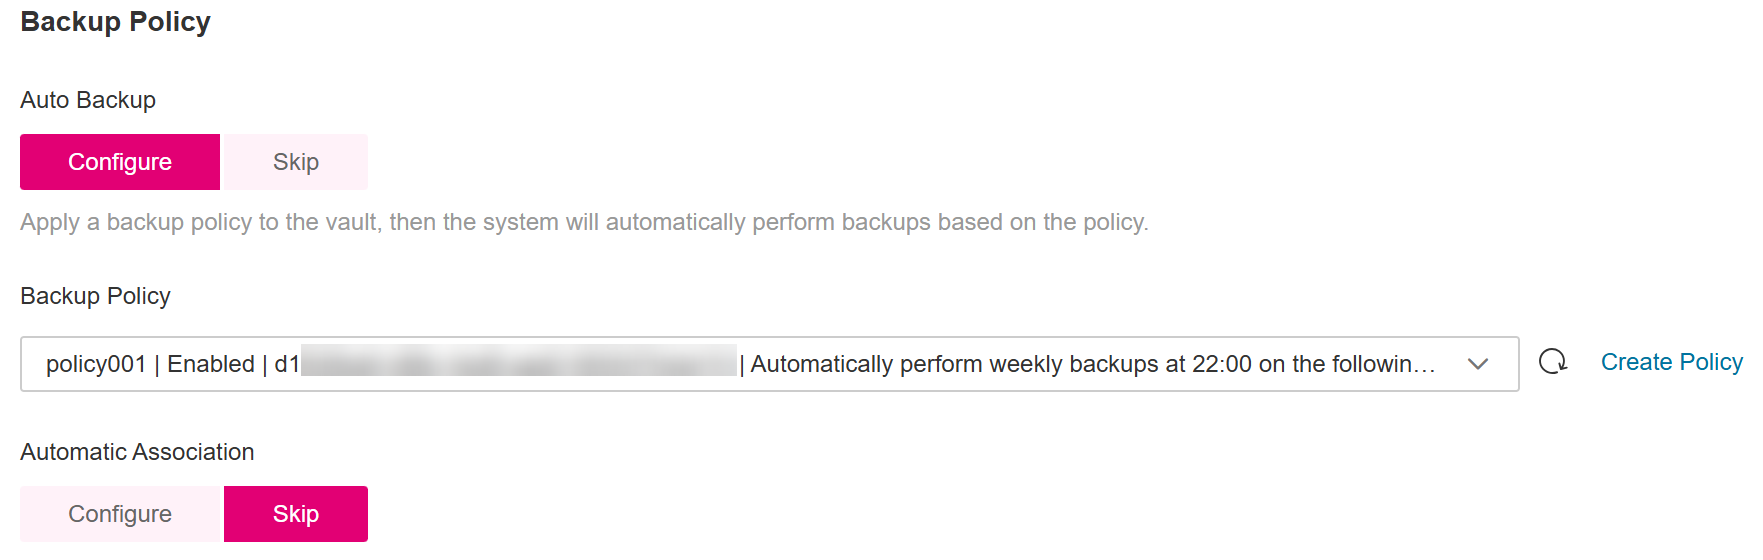 Backup Policy
Auto Backup
Configure Skip
Apply a backup policy to the vault, then the system will automatically perform backups based on the policy.
Backup Policy
policy001 | Enabled | d1 | Automatically perform weekly backups at 22:00 on the followin… Create Policy
Automatic Association
Configure Skip